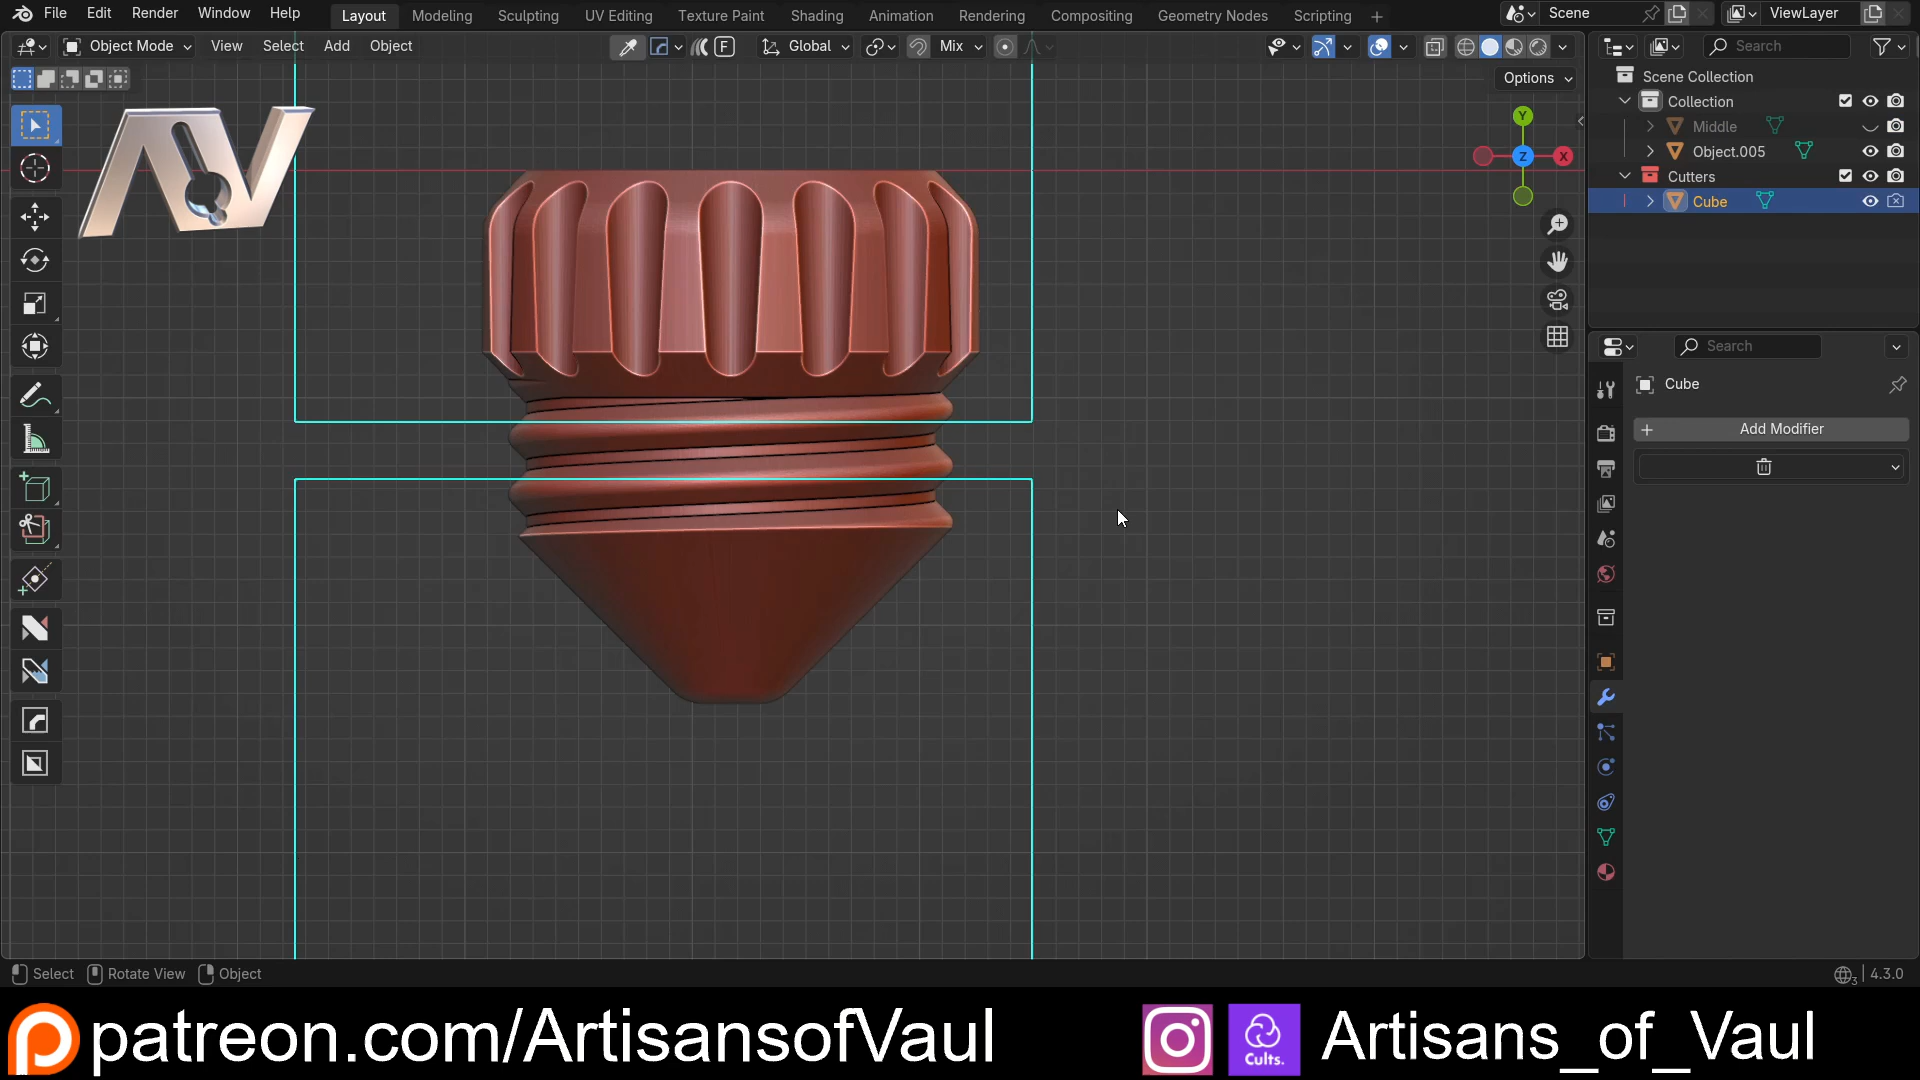 File Edit Render Window Help Layout Modeling Sculpting UV Editing Texture Paint Shading Animation Rendering Compositing Geometry Nodes Scripting Scene ViewLayer
Object Mode View Select Add Object F Global Mix Search
Options
Scene Collection
Collection
Middle
Object.005
Cutters
Cube
Y
Z X
AV
Search
Cube
Add Modifier
Select Rotate View Object 3 4.3.0
patreon.com/ArtisansofVaul Cults. Artisans_of_Vaul